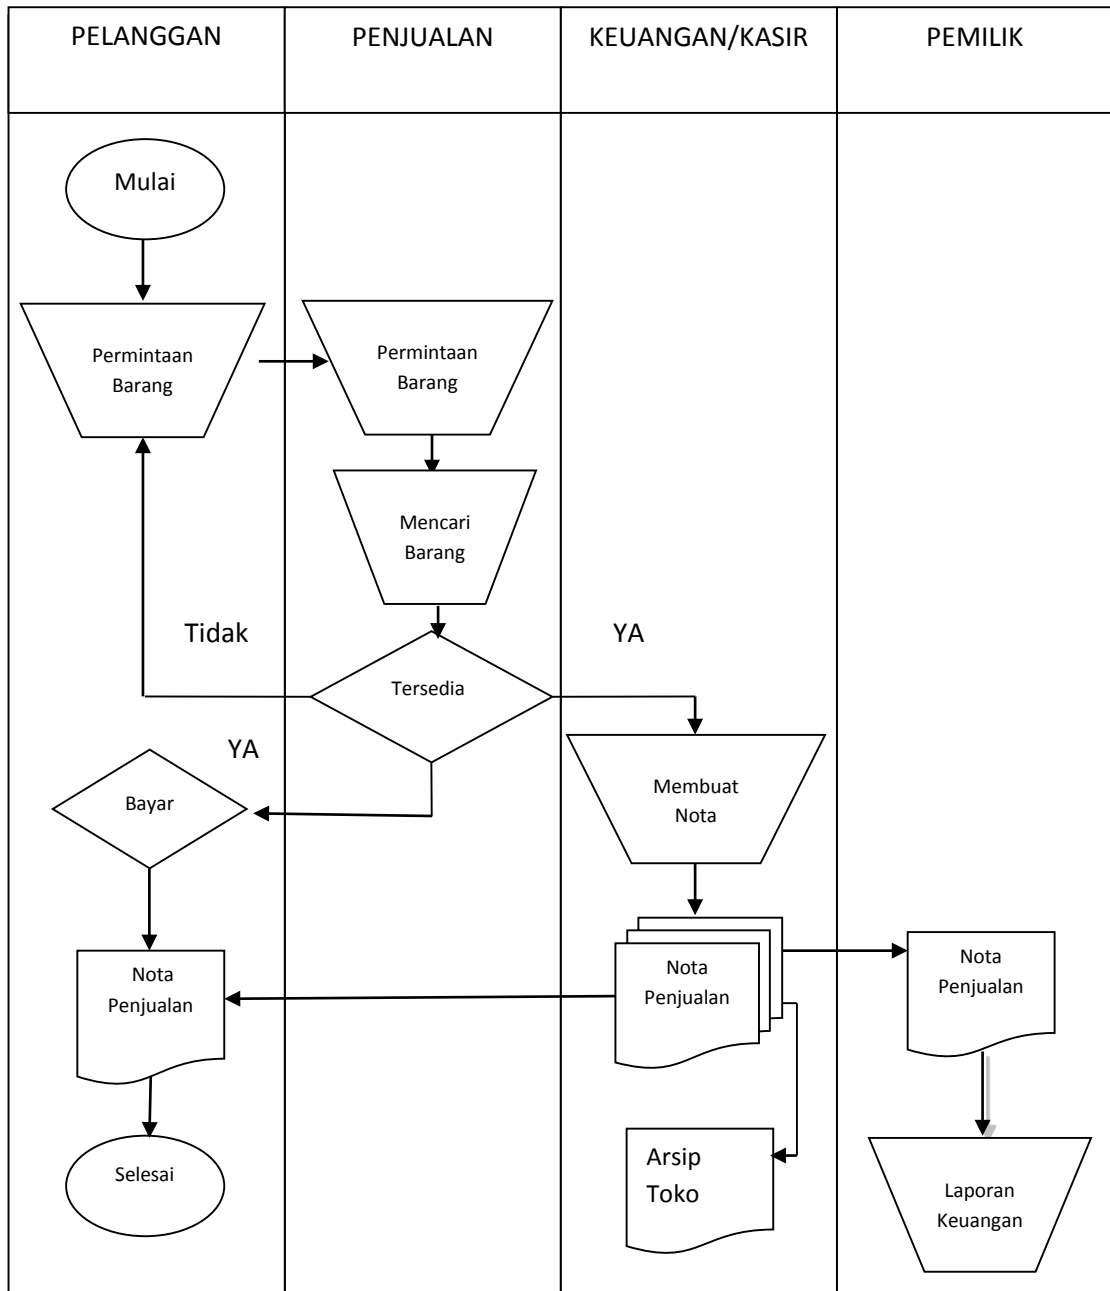 PELANGGAN
PENJUALAN
KEUANGAN/KASIR
PEMILIK
Mulai
Permintaan
Barang
Permintaan
Barang
Mencari
Barang
Tidak
YA
Tersedia
YA
Bayar
Membuat
Nota
Nota
Penjualan
Nota
Penjualan
Nota
Penjualan
Selesai
Arsip
Toko
Laporan
Keuangan